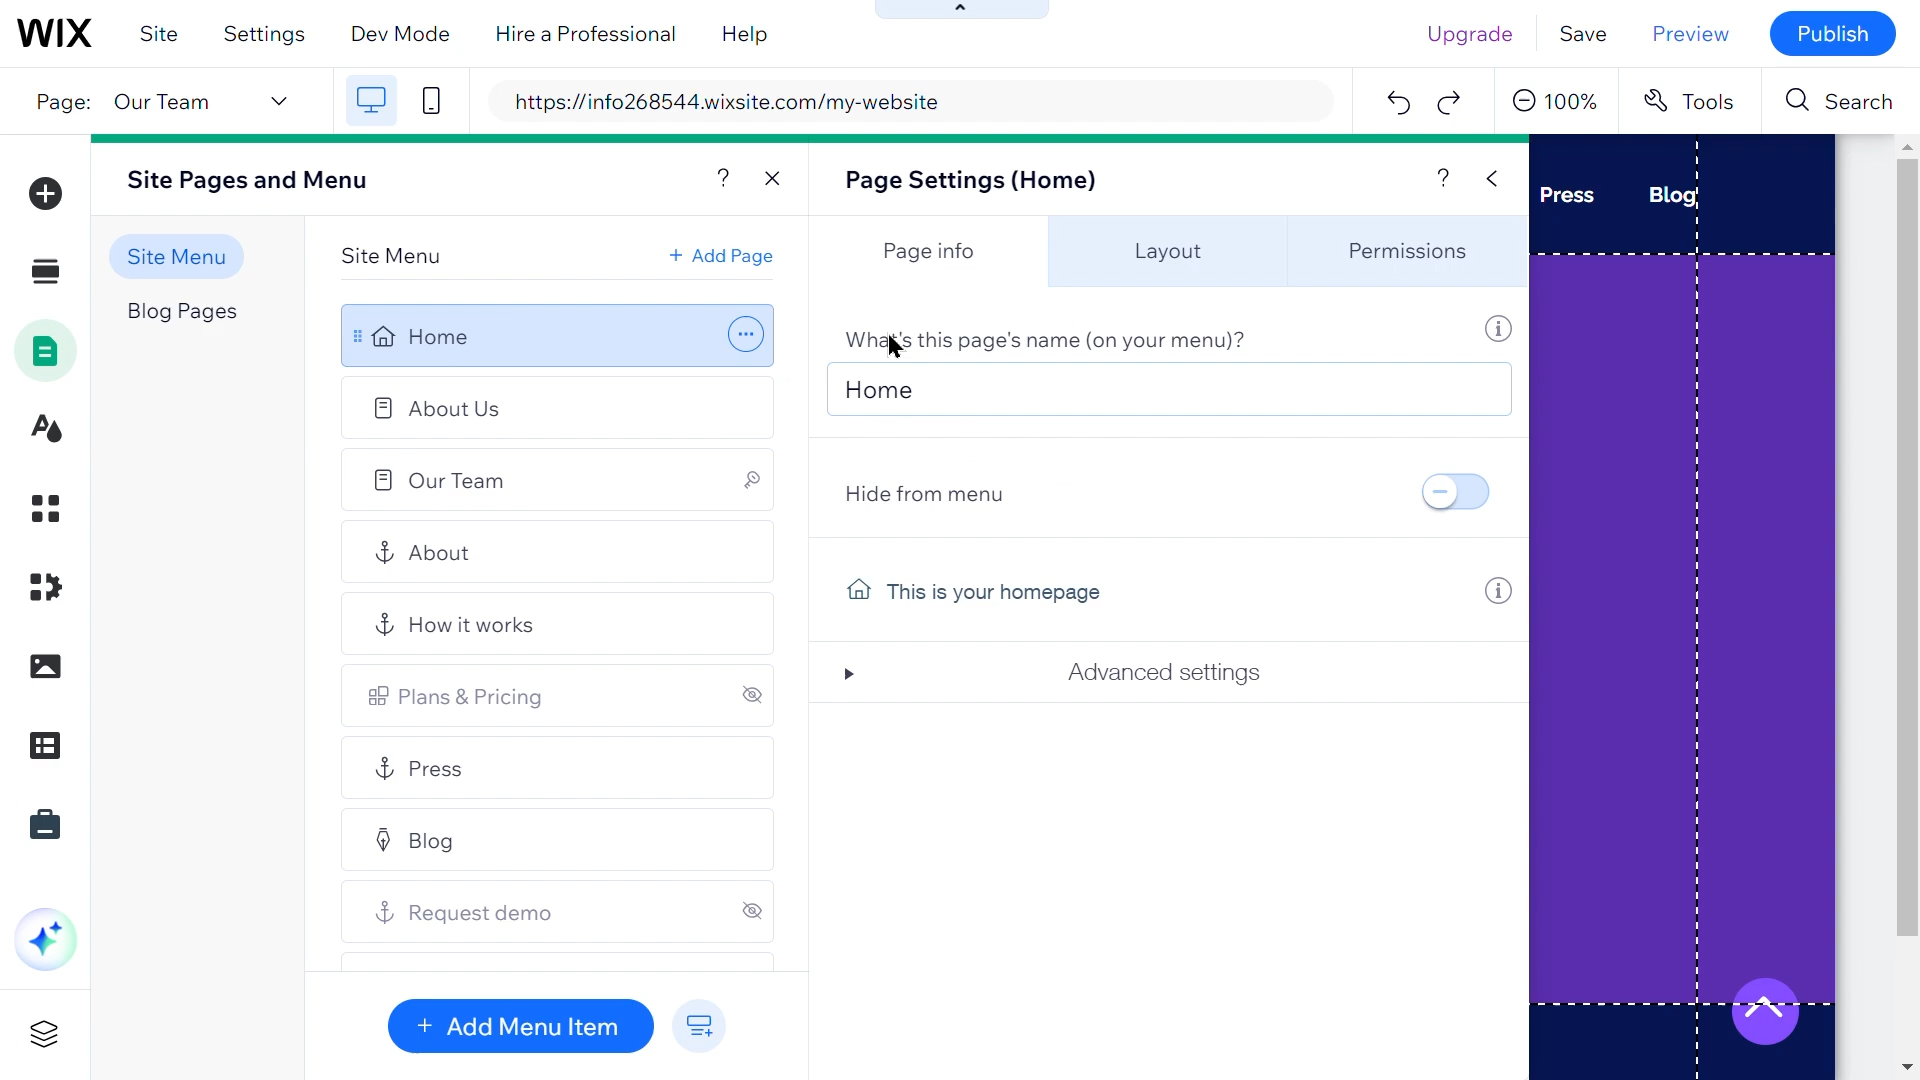 WIX Site Settings Dev Mode Hire a Professional Help Upgrade Save Preview Publish
Page: Our Team https://info268544.wixsite.com/my-website 100% Tools Search
Site Pages and Menu ? Page Settings (Home) ?
Press Blog
Site Menu
Blog Pages
Site Menu + Add Page
Home
About Us
Our Team
About
How it works
Plans & Pricing
Press
Blog
Request demo
+ Add Menu Item
Page info Layout Permissions
What's this page's name (on your menu)?
Home
Hide from menu
This is your homepage
Advanced settings